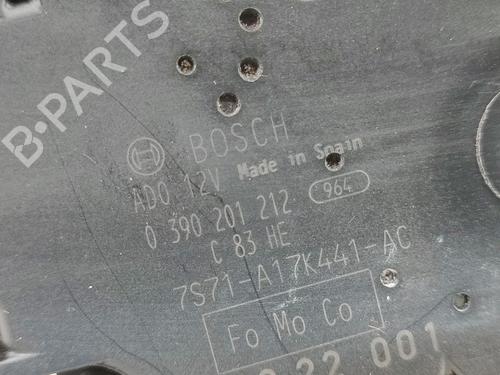 B-PARTS
BOSCH
AD0 12V Made in Spain
0 390 201 212 964
C 83 HE
7S71-A17K441-AC
Fo Mo Co
22 001